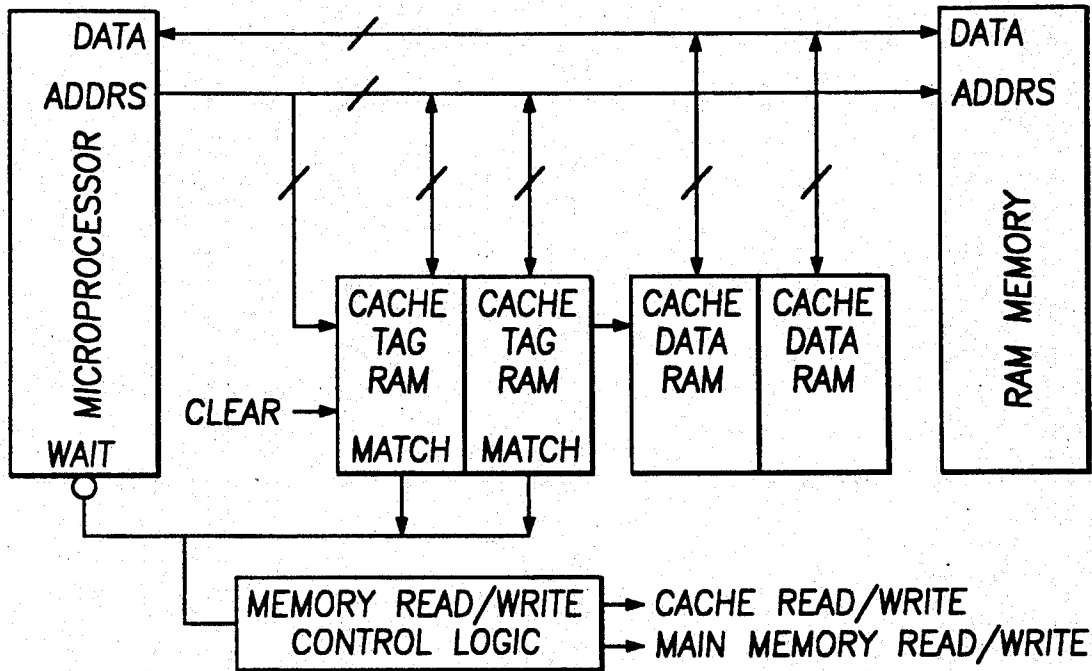 DATA
ADDRS
MICROPROCESSOR
WAIT
DATA
ADDRS
RAM MEMORY
CACHE
TAG
RAM
MATCH
CACHE
TAG
RAM
MATCH
CACHE
DATA
RAM
CACHE
DATA
RAM
CLEAR
MEMORY READ/WRITE
CONTROL LOGIC
CACHE READ/WRITE
MAIN MEMORY READ/WRITE